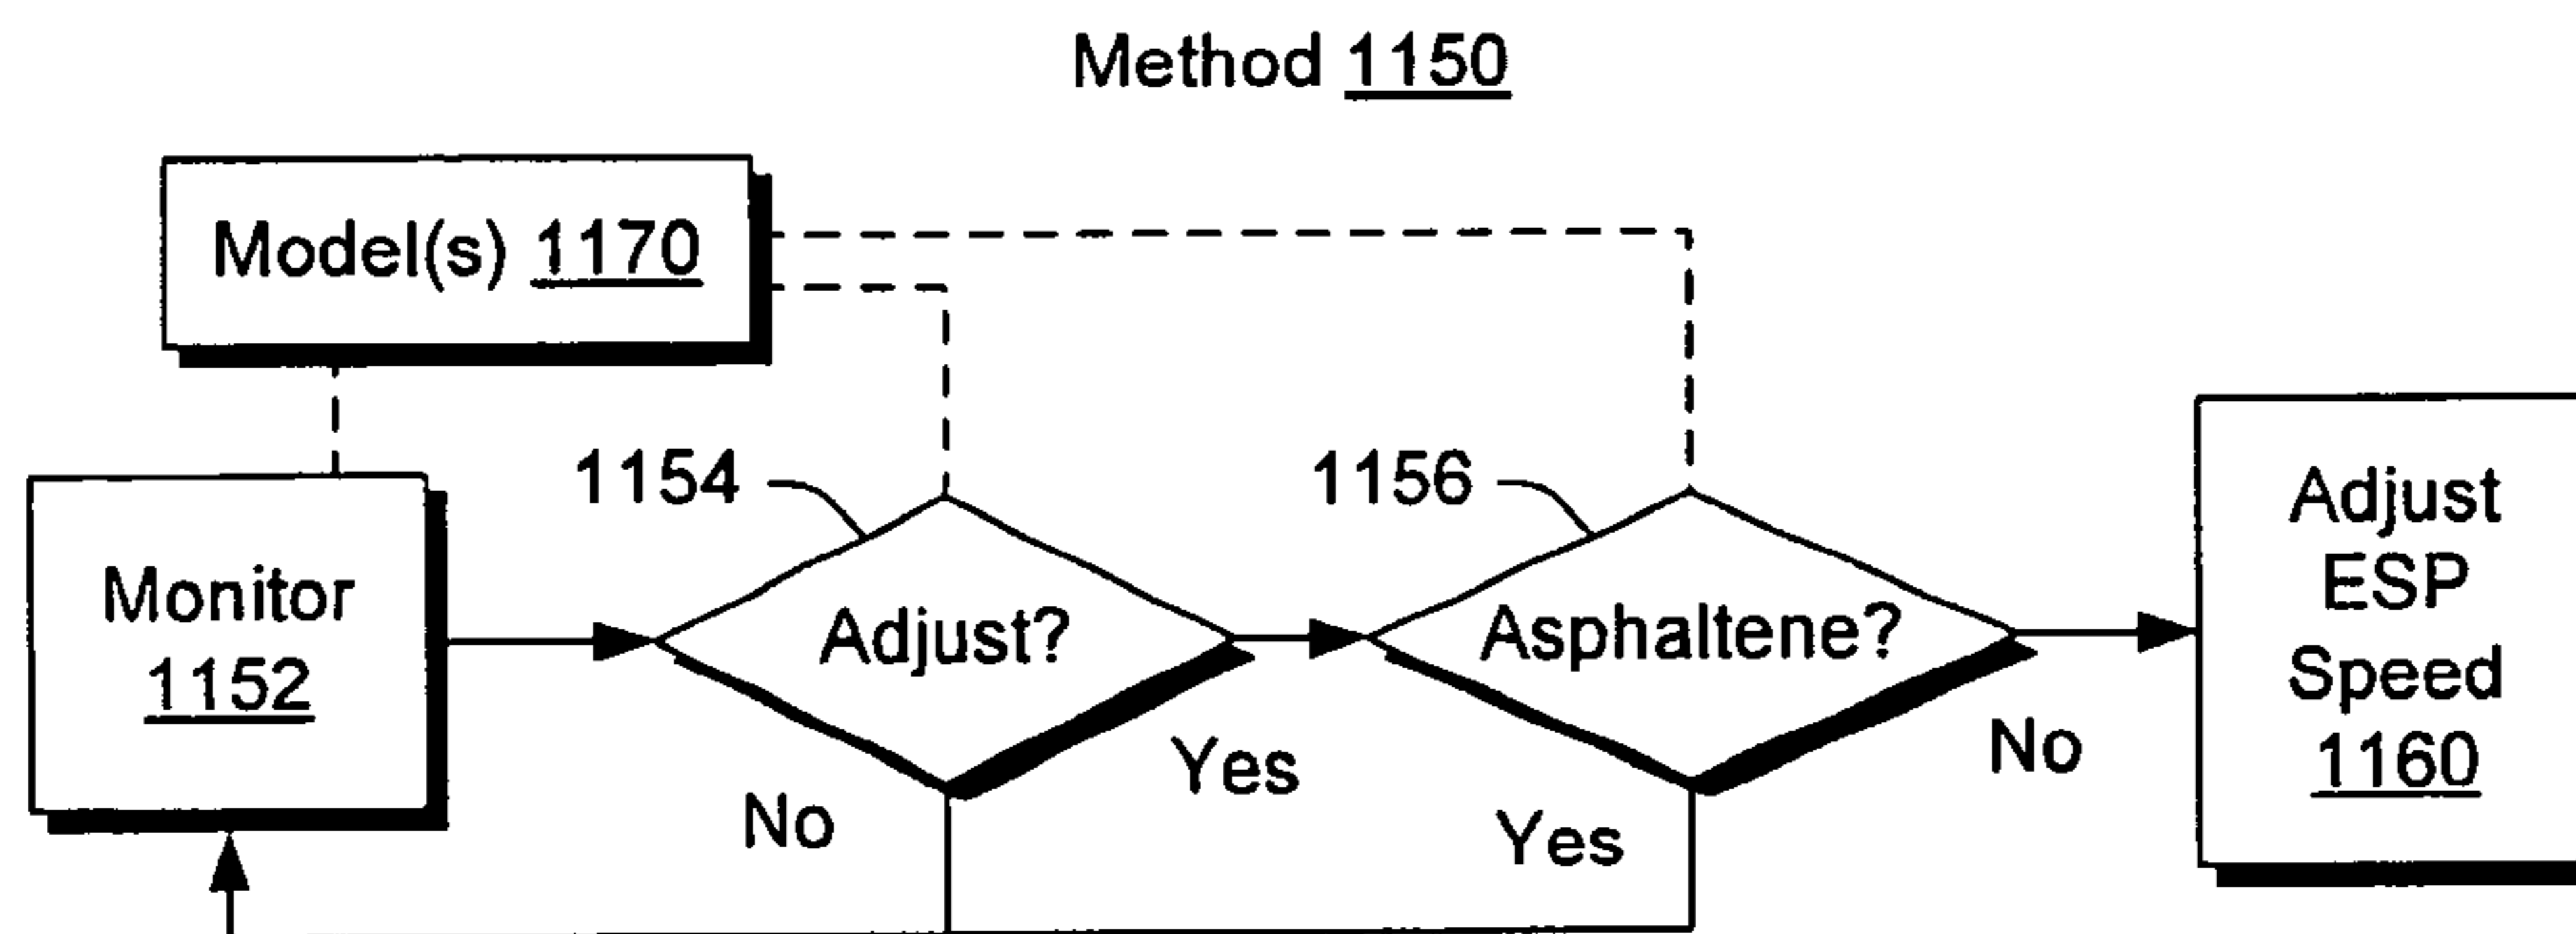 Method 1150
Model(s) 1170
1154
1156
Monitor
1152
Adjust?
Asphaltene?
Adjust
ESP
Speed
1160
No
Yes
Yes
No